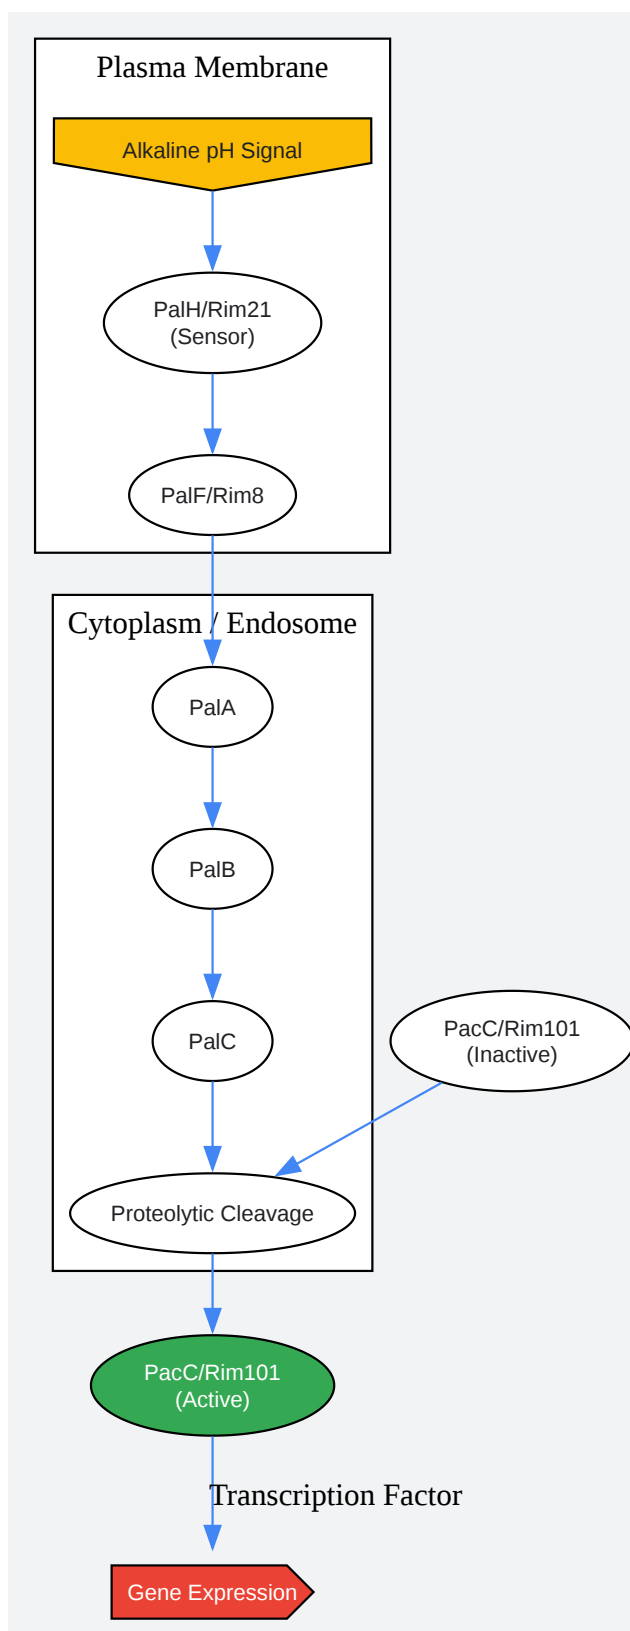 Plasma Membrane
Alkaline pH Signal
PalH/Rim21
(Sensor)
PalF/Rim8
Cytoplasm / Endosome
PalA
PalB
PalC
PacC/Rim101
(Inactive)
Proteolytic Cleavage
PacC/Rim101
(Active)
Transcription Factor
Gene Expression